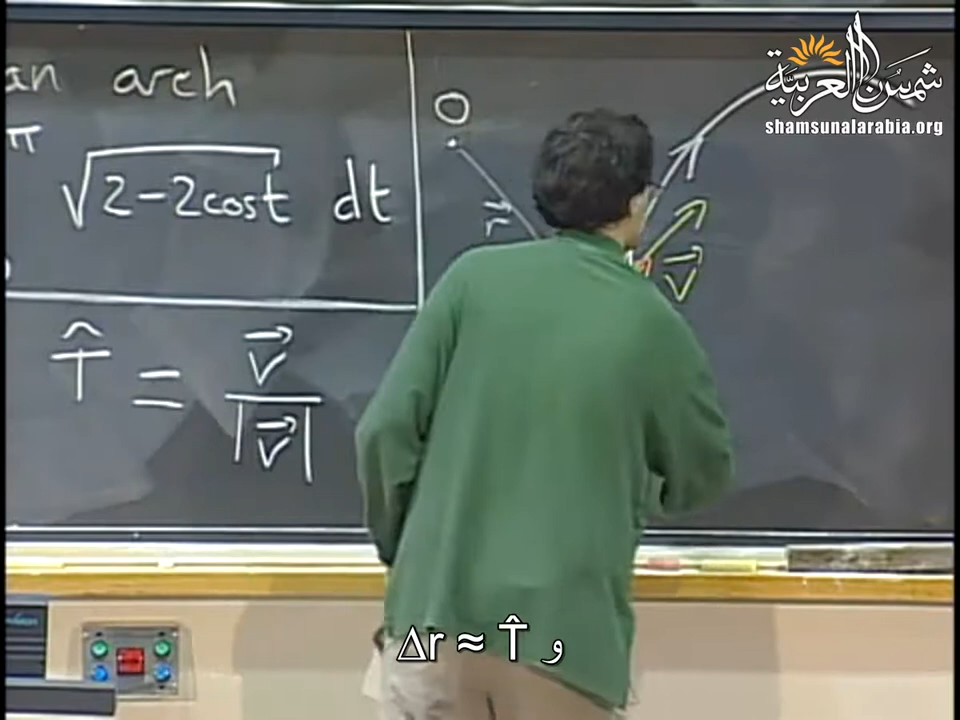 an arch
π
√2-2cost dt
T̂ = v⃗ / |v⃗|
O
r⃗
v⃗
شمس العربية
shamsunalarabia.org
Δr ≈ T̂ و